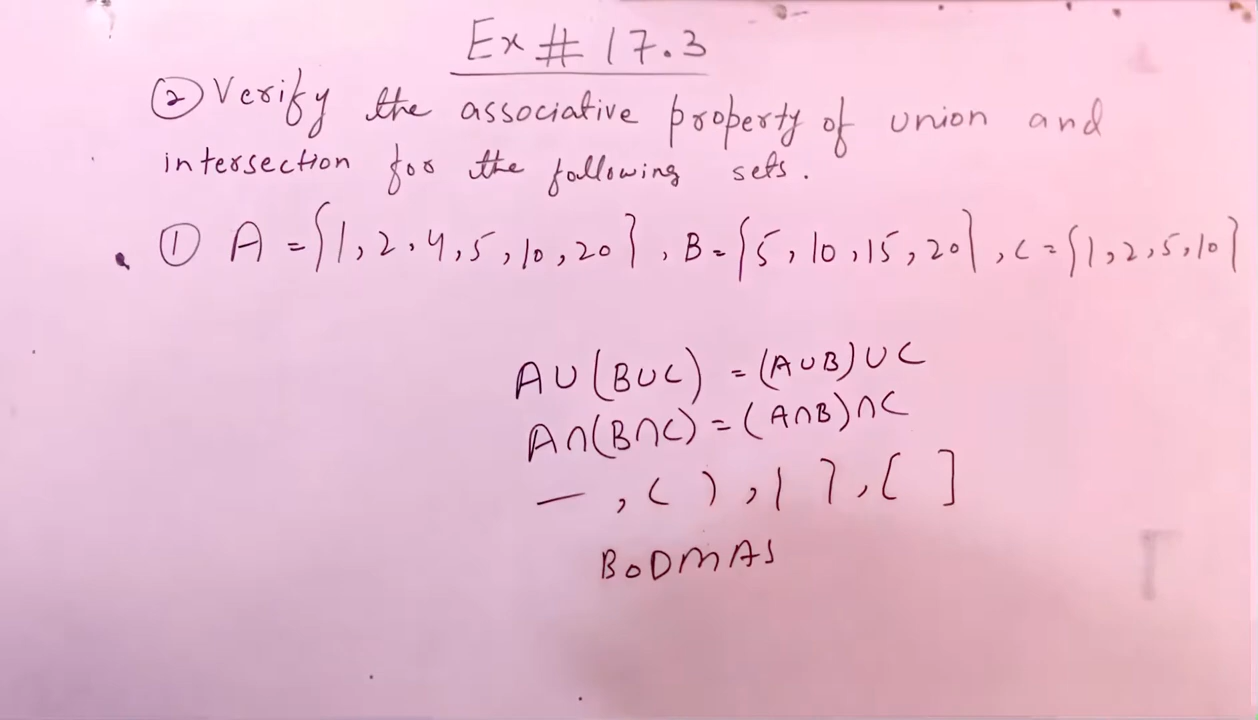 Ex # 17.3
② Verify the associative property of union and
intersection for the following sets.
① A = {1, 2, 4, 5, 10, 20}, B = {5, 10, 15, 20}, C = {1, 2, 5, 10}
A∪(B∪C) = (A∪B)∪C
A∩(B∩C) = (A∩B)∩C
—, ( ), { }, [ ]
BODMAS